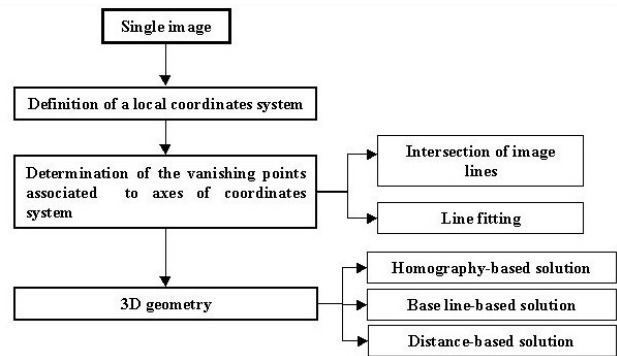 Single image
Definition of a local coordinates system
Determination of the vanishing points
associated to axes of coordinates
system
Intersection of image
lines
Line fitting
3D geometry
Homography-based solution
Base line-based solution
Distance-based solution